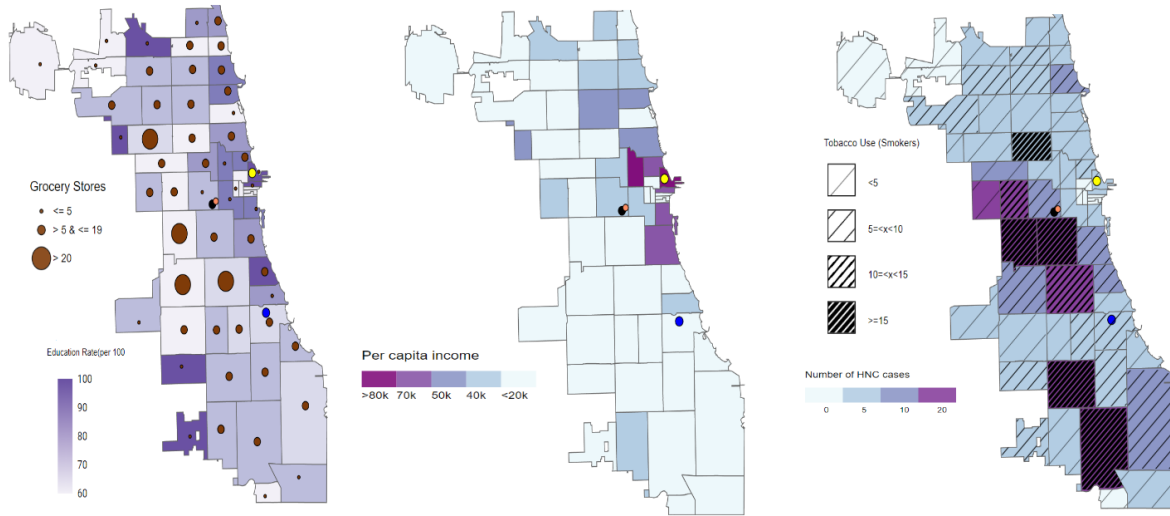 Grocery Stores
<= 5
> 5 & <= 19
> 20
Education Rate(per 100
100
90
80
70
60
Per capita income
>80k 70k 50k 40k <20k
Tobacco Use (Smokers)
<5
5=<x<10
10=<x<15
>=15
Number of HNC cases
0 5 10 20